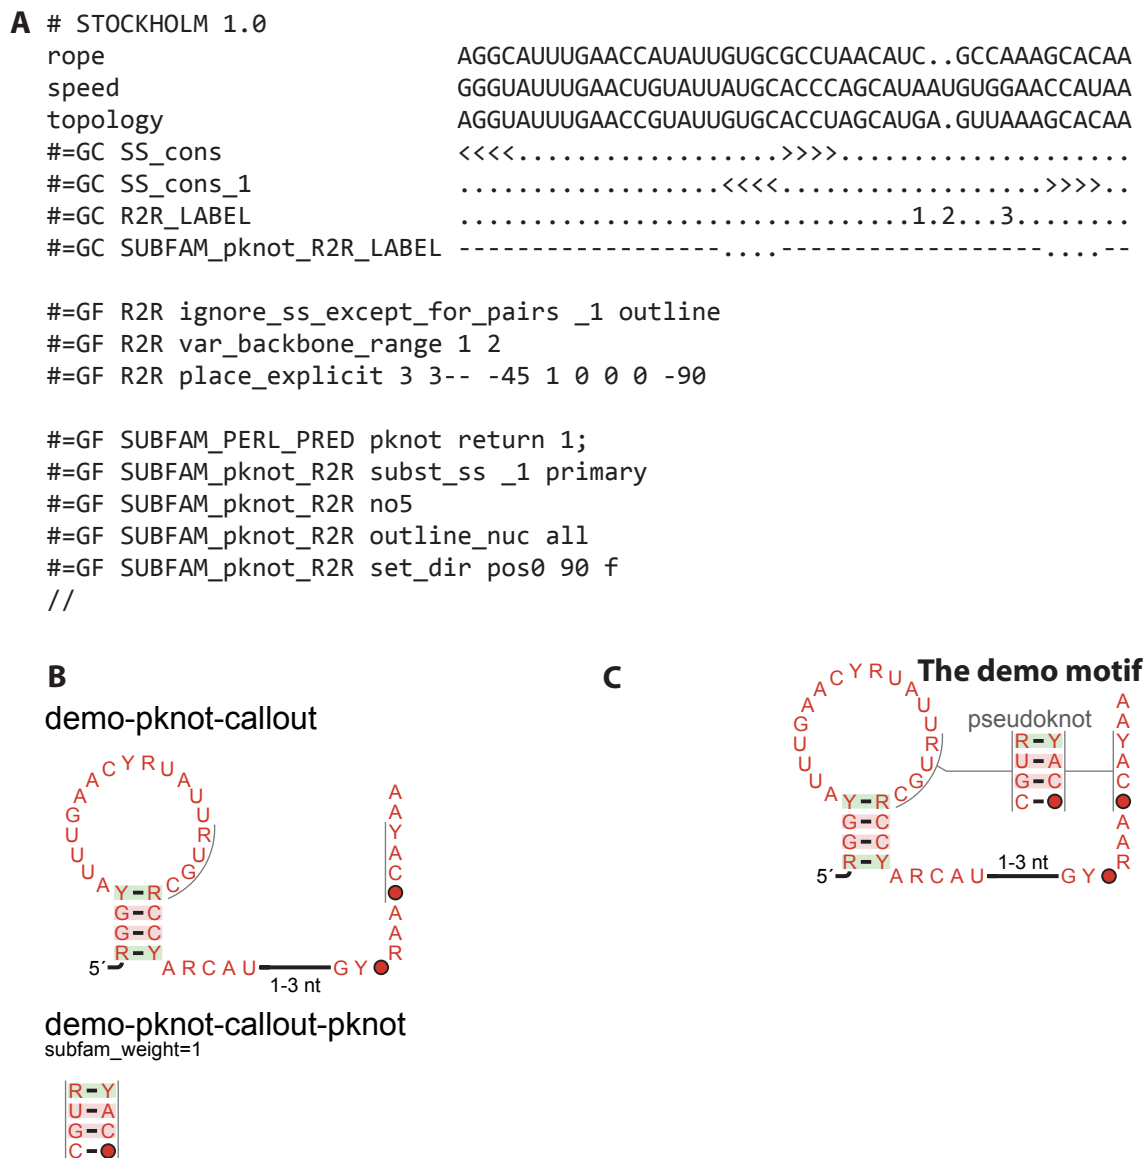 A
# STOCKHOLM 1.0
rope AGGCAUUUGAACCAUAUUGUGCGCCUAACAUC..GCCAAAGCACAA
speed GGGUAUUUGAACUGUAUUAUGCACCCAGCAUAAUGUGGAACCAUAA
topology AGGUAUUUGAACCGUAUUGUGCACCUAGCAUGA.GUUAAAGCACAA
#=GC SS_cons <<<<..................>>>>....................
#=GC SS_cons_1 ..................<<<<..................>>>>..
#=GC R2R_LABEL ...............................1.2...3........
#=GC SUBFAM_pknot_R2R_LABEL ------------------....------------------....--
#=GF R2R ignore_ss_except_for_pairs _1 outline
#=GF R2R var_backbone_range 1 2
#=GF R2R place_explicit 3 3-- -45 1 0 0 0 -90
#=GF SUBFAM_PERL_PRED pknot return 1;
#=GF SUBFAM_pknot_R2R subst_ss _1 primary
#=GF SUBFAM_pknot_R2R no5
#=GF SUBFAM_pknot_R2R outline_nuc all
#=GF SUBFAM_pknot_R2R set_dir pos0 90 f
//
B
demo-pknot-callout
5´
R G G Y A U U U G A A C Y R U A U U R U G C R C C Y A R C A U
1-3 nt
G Y
R A A
C A Y A A
demo-pknot-callout-pknot
subfam_weight=1
R Y
U A
G C
C
C
The demo motif
pseudoknot
R Y
U A
G C
C
5´
R G G Y A U U U G A A C Y R U A U U R U G C R C C Y A R C A U
1-3 nt
G Y
R A A
C A Y A A